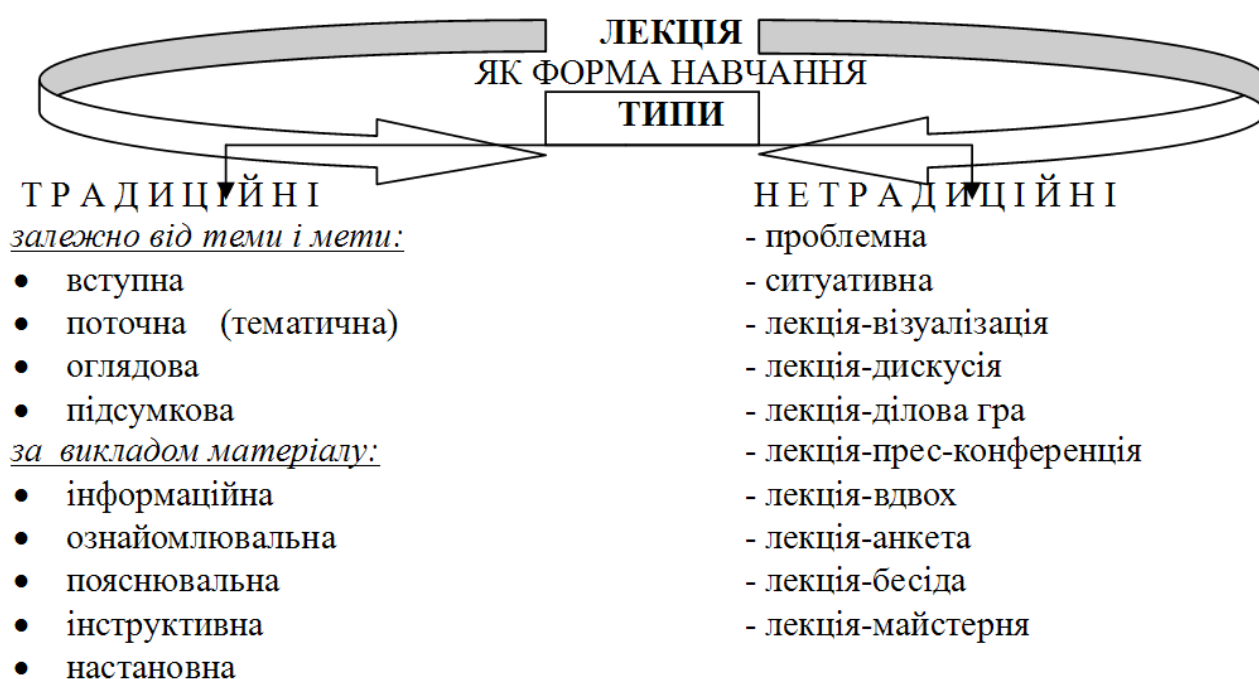 ЛЕКЦІЯ
ЯК ФОРМА НАВЧАННЯ
ТИПИ
Т Р А Д И Ц І Й Н І
залежно від теми і мети:
• вступна
• поточна (тематична)
• оглядова
• підсумкова
за викладом матеріалу:
• інформаційна
• ознайомлювальна
• пояснювальна
• інструктивна
• настановна
Н Е Т Р А Д И Ц І Й Н І
- проблемна
- ситуативна
- лекція-візуалізація
- лекція-дискусія
- лекція-ділова гра
- лекція-прес-конференція
- лекція-вдвох
- лекція-анкета
- лекція-бесіда
- лекція-майстерня